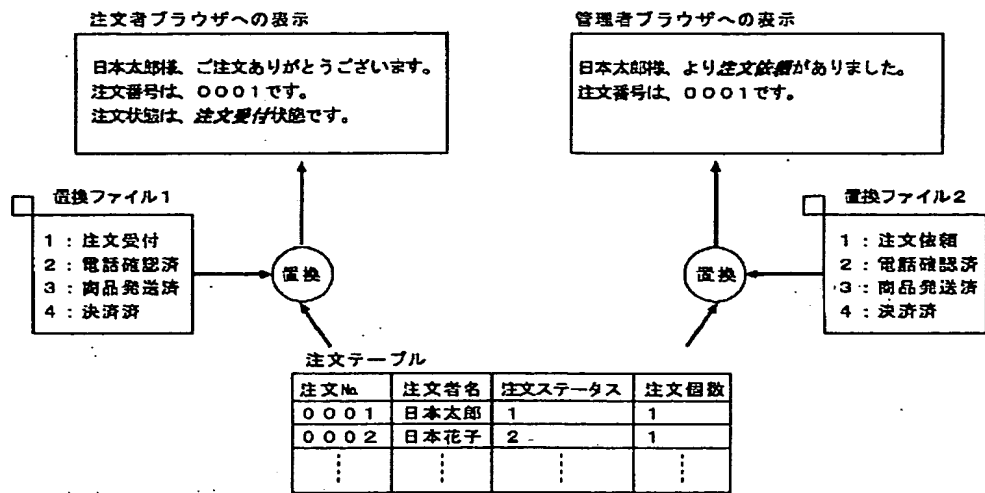 注文者ブラウザへの表示
日本太郎様、ご注文ありがとうございます。
注文番号は、0001です。
注文状態は、注文受付状態です。
管理者ブラウザへの表示
日本太郎様、より注文依頼がありました。
注文番号は、0001です。
置換ファイル1
1：注文受付
2：電話確認済
3：商品発送済
4：決済済
置換
置換
置換ファイル2
1：注文依頼
2：電話確認済
3：商品発送済
4：決済済
注文テーブル
注文No. 注文者名 注文ステータス 注文個数
0001 日本太郎 1 1
0002 日本花子 2 1